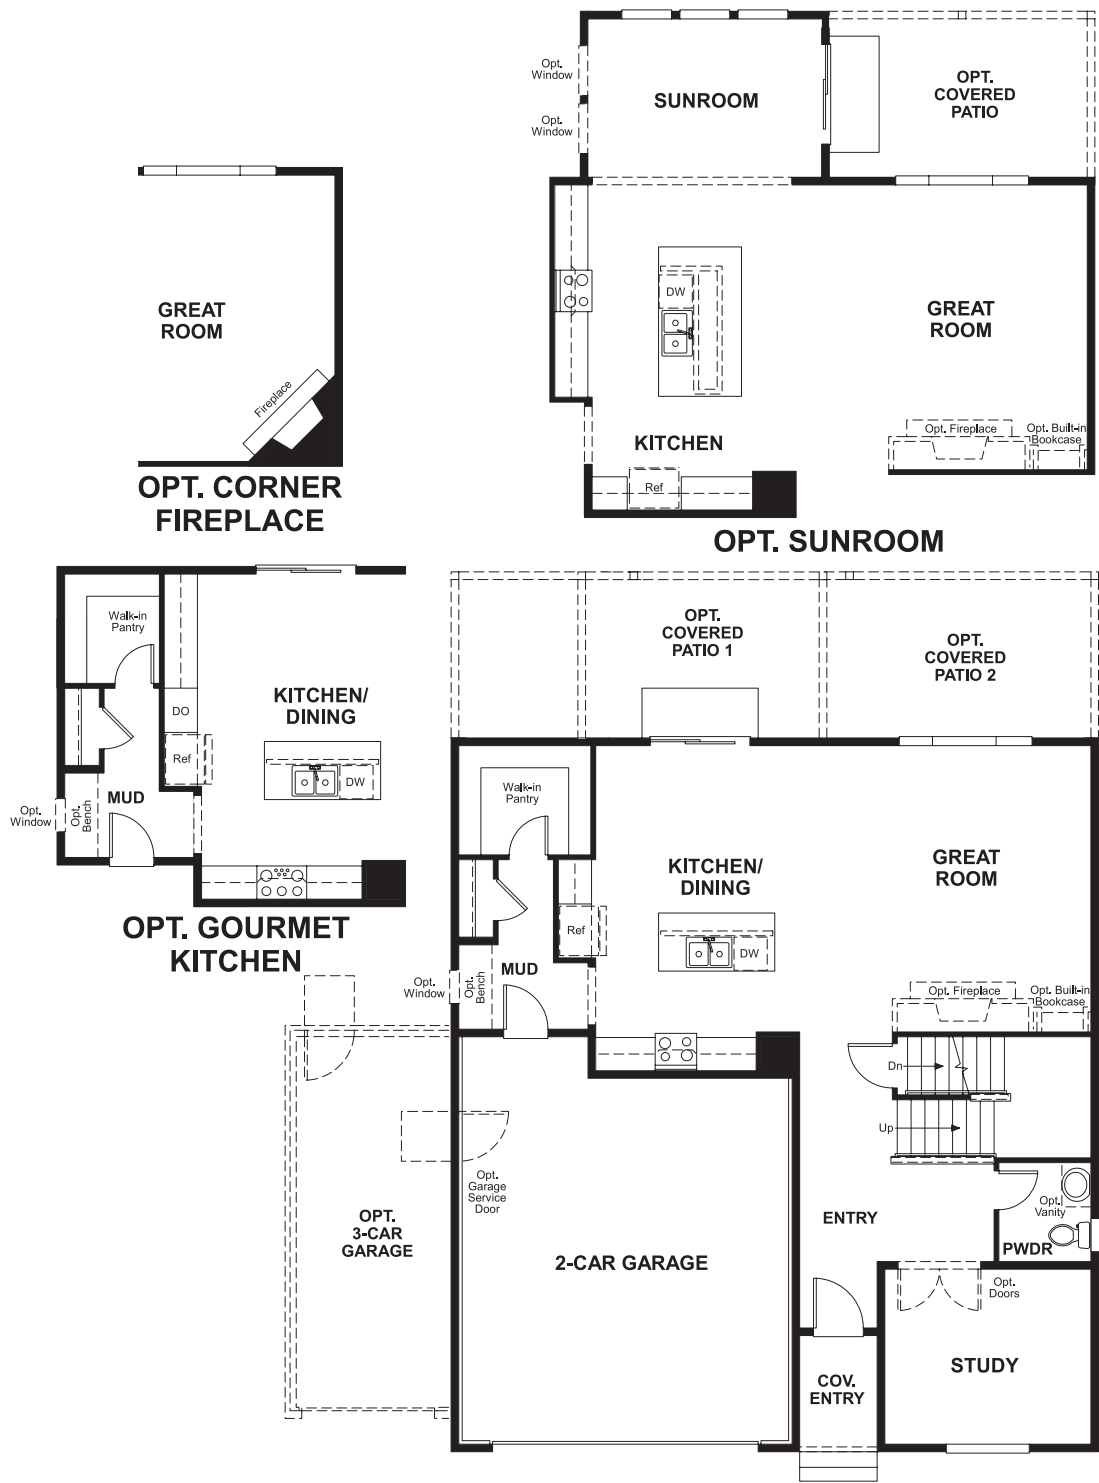 GREAT
ROOM
Fireplace
OPT. CORNER
FIREPLACE
Opt.
Window
Opt.
Window
SUNROOM
OPT.
COVERED
PATIO
DW
GREAT
ROOM
KITCHEN
Opt. Fireplace
Opt. Built-in
Bookcase
Ref
OPT. SUNROOM
Walk-in
Pantry
DO
Ref
KITCHEN/
DINING
DW
MUD
Opt.
Bench
Opt.
Window
OPT. GOURMET
KITCHEN
OPT.
COVERED
PATIO 1
OPT.
COVERED
PATIO 2
Walk-in
Pantry
KITCHEN/
DINING
GREAT
ROOM
Ref
DW
MUD
Opt.
Bench
Opt.
Window
Opt. Fireplace
Opt. Built-in
Bookcase
Dn
Up
Opt.
Garage
Service
Door
OPT.
3-CAR
GARAGE
2-CAR GARAGE
ENTRY
Opt.
Vanity
PWDR
Opt.
Doors
STUDY
COV.
ENTRY